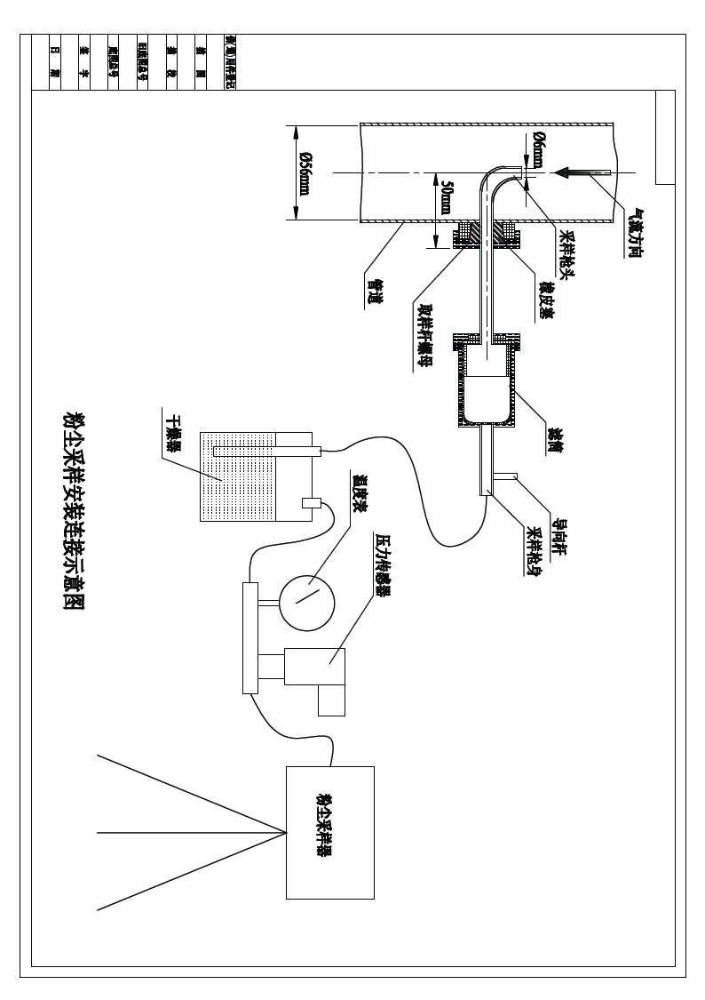 借(通)用件登记
描 图
描 校
旧底图总号
底图总号
签 字
日 期
气流方向
Ø6mm
采样枪头
橡皮塞
50mm
取样杆螺母
Ø56mm
管道
滤筒
导向杆
采样枪身
干燥器
温度表
压力传感器
粉尘采样器
粉尘采样安装连接示意图